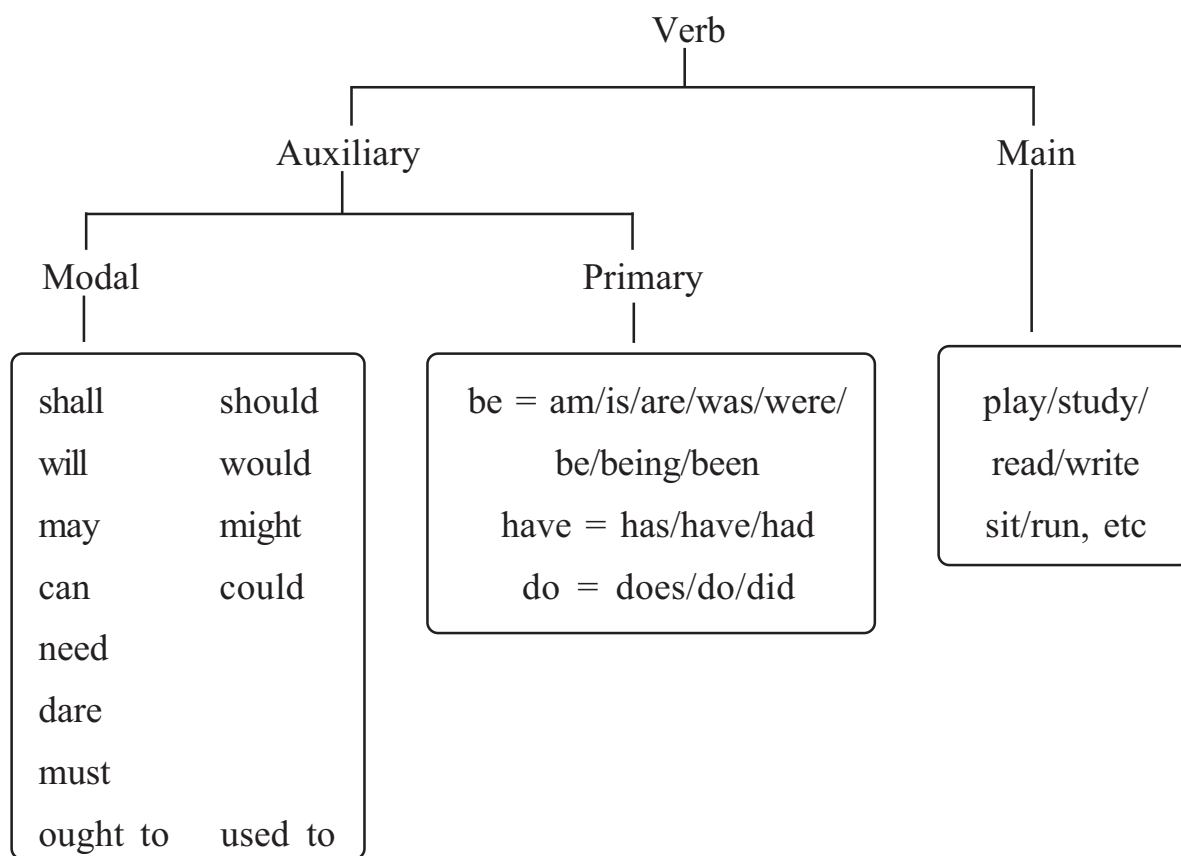 Verb
Auxiliary Main
Modal Primary
shall should
will would
may might
can could
need
dare
must
ought to used to
be = am/is/are/was/were/
be/being/been
have = has/have/had
do = does/do/did
play/study/
read/write
sit/run, etc